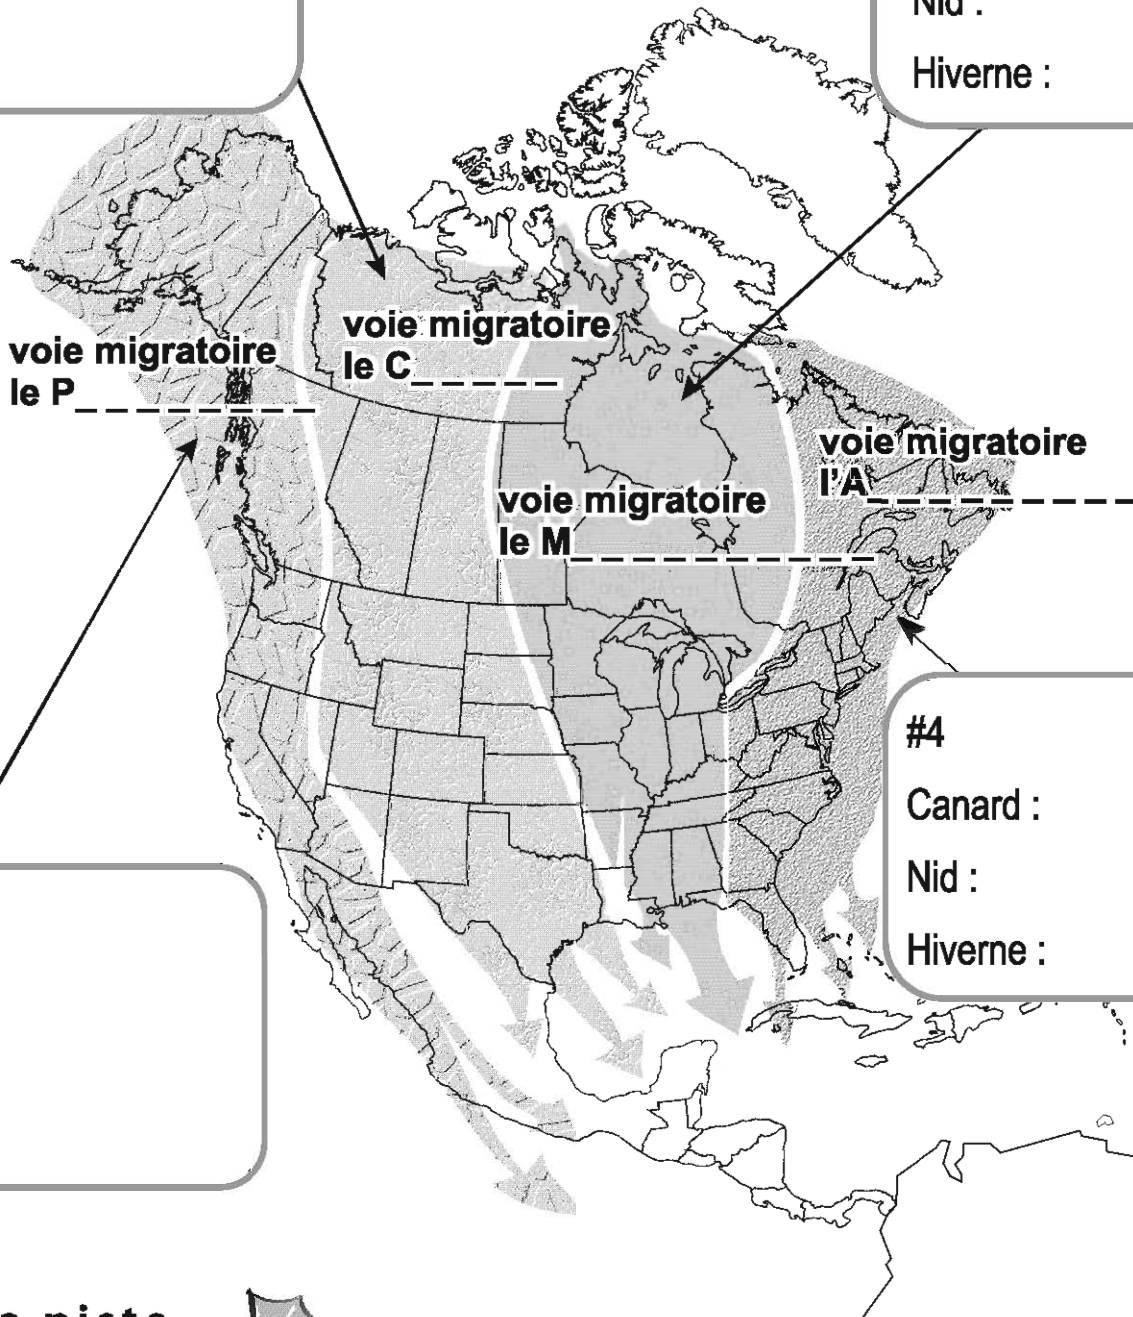 Nid :
Hiverne :
voie migratoire
le P_ _ _ _ _ _ _ _ _ _
voie migratoire
le C_ _ _ _ _ _
voie migratoire
l'A_ _ _ _ _ _ _ _ _ _ _
voie migratoire
le M_ _ _ _ _ _ _ _ _ _ _ _
#4
Canard :
Nid :
Hiverne :